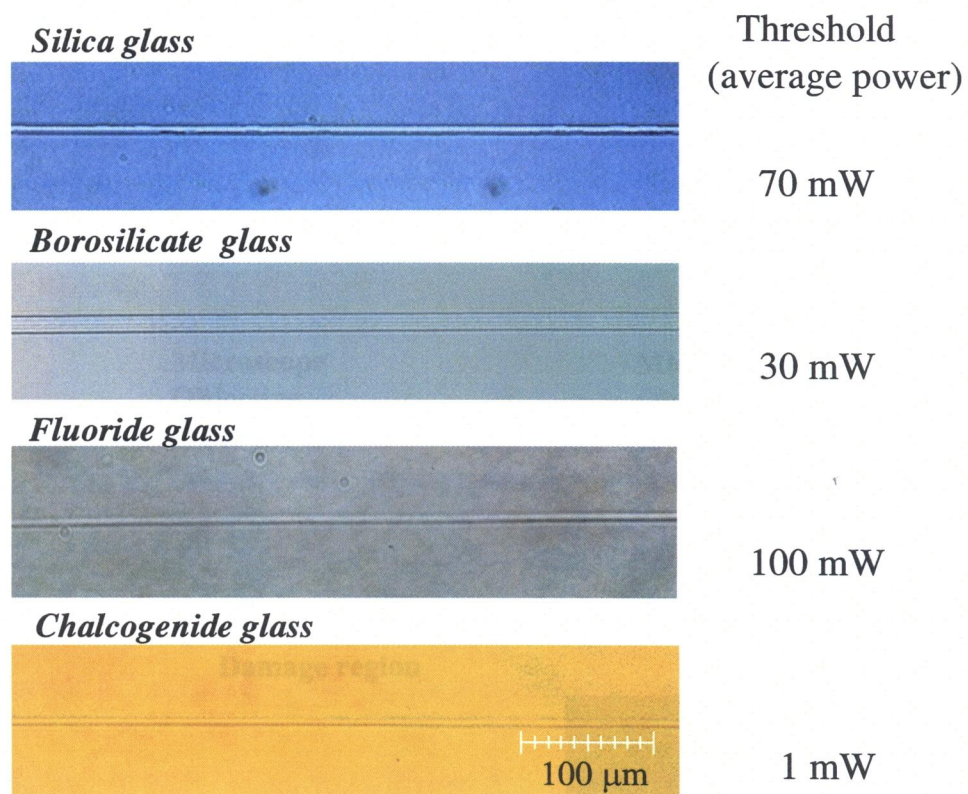 Threshold
(average power)
Silica glass
70 mW
Borosilicate glass
30 mW
Microscope
Fluoride glass
100 mW
Chalcogenide glass
Damage region
100 μm
1 mW